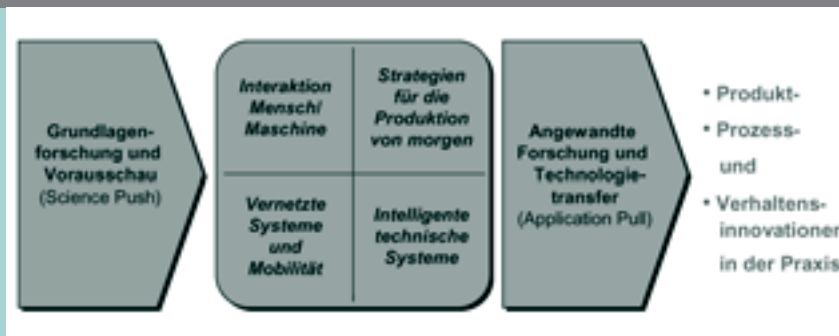 Grundlagen-
forschung und
Vorausschau
(Science Push)
Interaktion
Mensch/
Maschine
Strategien
für die
Produktion
von morgen
Vernetzte
Systeme
und
Mobilität
Intelligente
technische
Systeme
Angewandte
Forschung und
Technologie-
transfer
(Application Pull)
• Produkt-
• Prozess-
und
• Verhaltens-
innovationen
in der Praxis